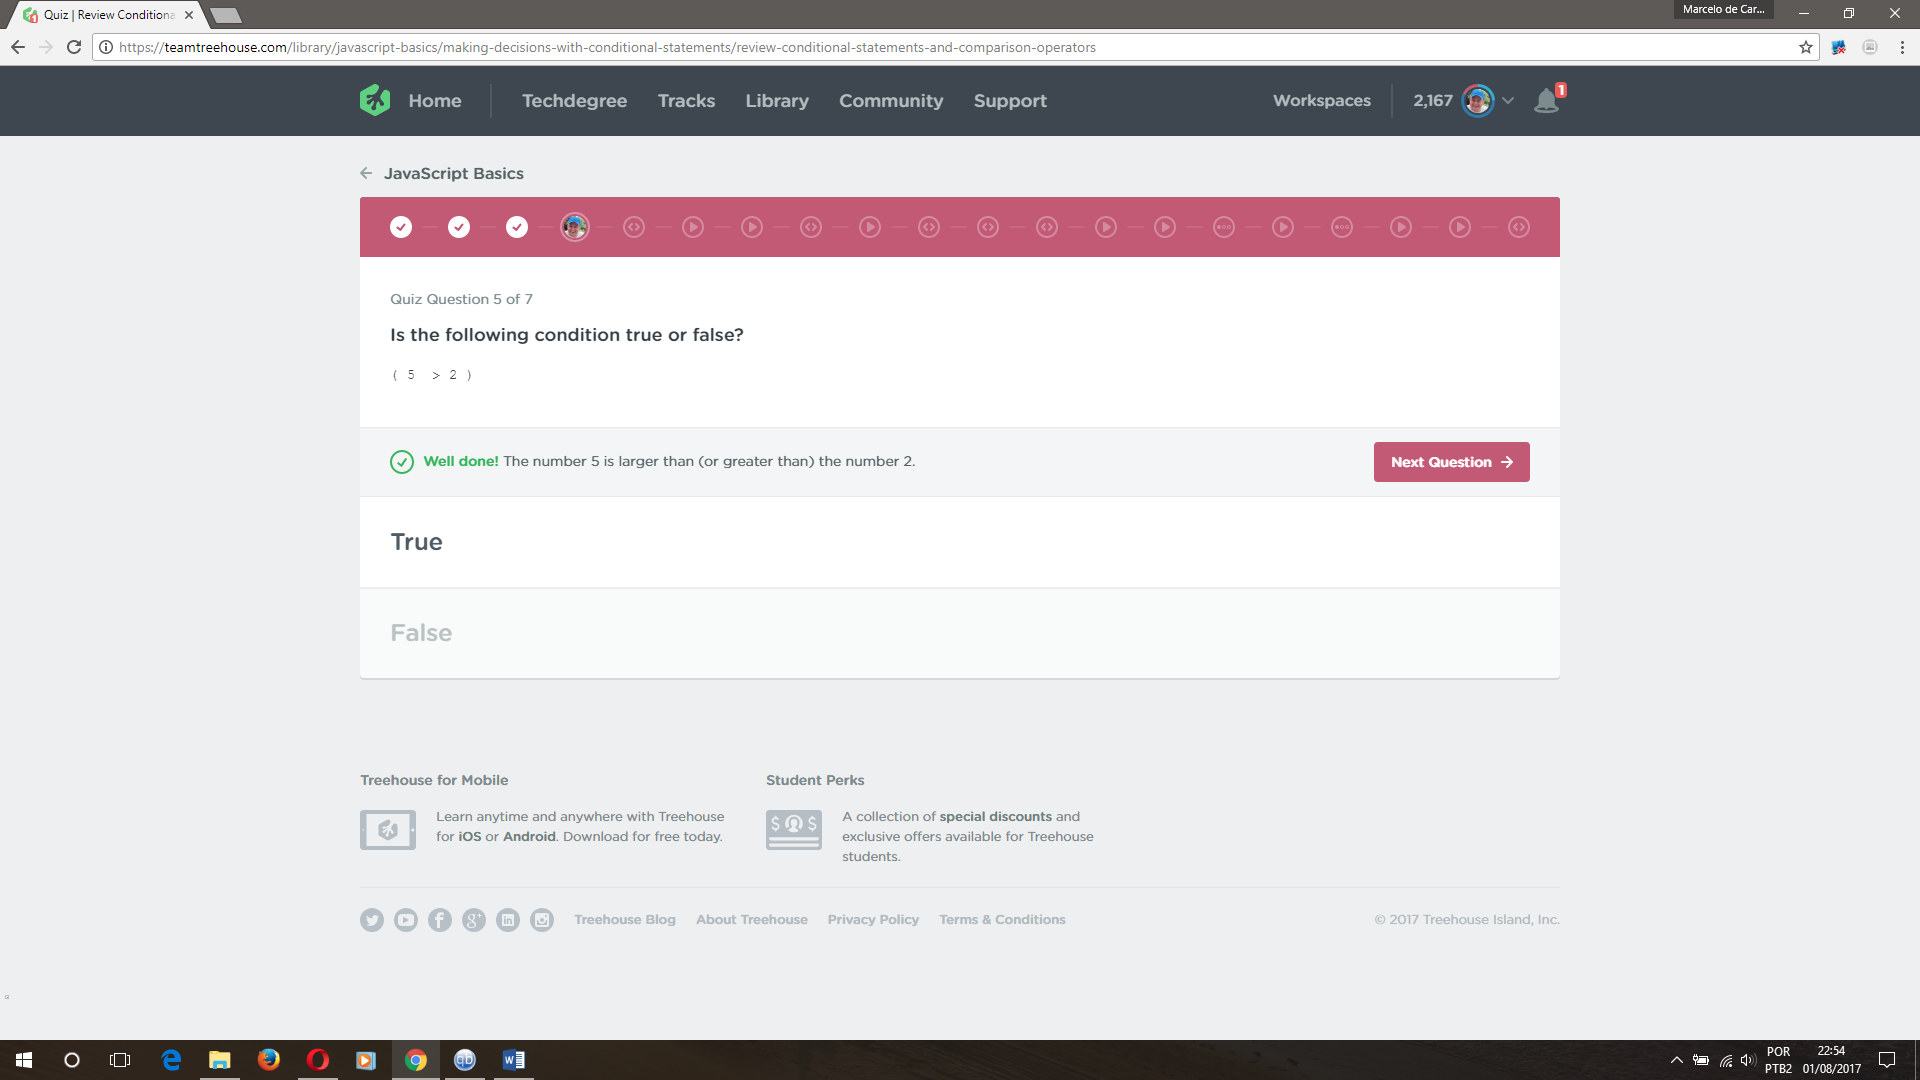 Quiz | Review Conditiona
Marcelo de Car...
https://teamtreehouse.com/library/javascript-basics/making-decisions-with-conditional-statements/review-conditional-statements-and-comparison-operators
Home Techdegree Tracks Library Community Support Workspaces 2,167 1
JavaScript Basics
Quiz Question 5 of 7
Is the following condition true or false?
( 5  > 2 )
Well done! The number 5 is larger than (or greater than) the number 2.
Next Question
True
False
Treehouse for Mobile
Learn anytime and anywhere with Treehouse
for iOS or Android. Download for free today.
Student Perks
A collection of special discounts and
exclusive offers available for Treehouse
students.
Treehouse Blog About Treehouse Privacy Policy Terms & Conditions
© 2017 Treehouse Island, Inc.
POR
PTB2
22:54
01/08/2017